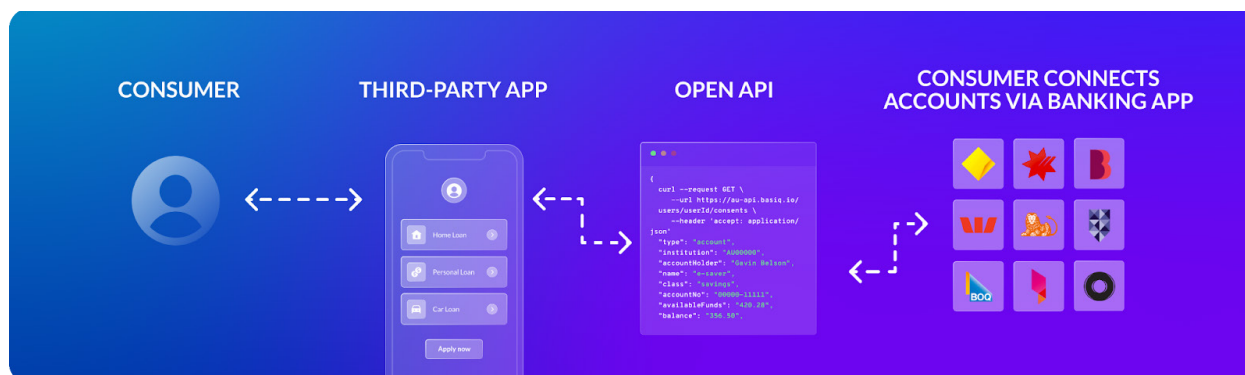 CONSUMER
THIRD-PARTY APP
Home Loan
Personal Loan
Car Loan
Apply now
OPEN API
{
curl --request GET \
--url https://au-api.basiq.io/
users/userId/consents \
--header 'accept: application/
json'
"type": "account",
"institution": "AU00000",
"accountHolder": "Gavin Belson",
"name": "e-saver",
"class": "savings",
"accountNo": "00000-11111",
"availableFunds": "420.28",
"balance": "356.50",
CONSUMER CONNECTS
ACCOUNTS VIA BANKING APP
B
BOQ